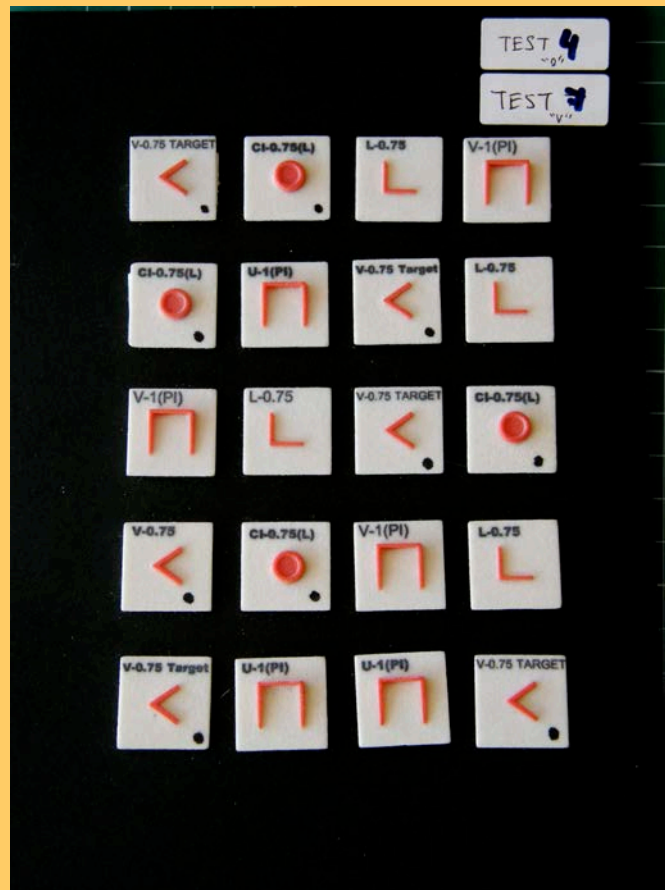 TEST 4
"O"
TEST 7
"V"
V-0.75 TARGET CI-0.75(L) L-0.75 V-1(PI)
CI-0.75(L) U-1(PI) V-0.75 Target L-0.75
V-1(PI) L-0.75 V-0.75 TARGET CI-0.75(L)
V-0.75 CI-0.75(L) V-1(PI) L-0.75
V-0.75 Target U-1(PI) U-1(PI) V-0.75 TARGET